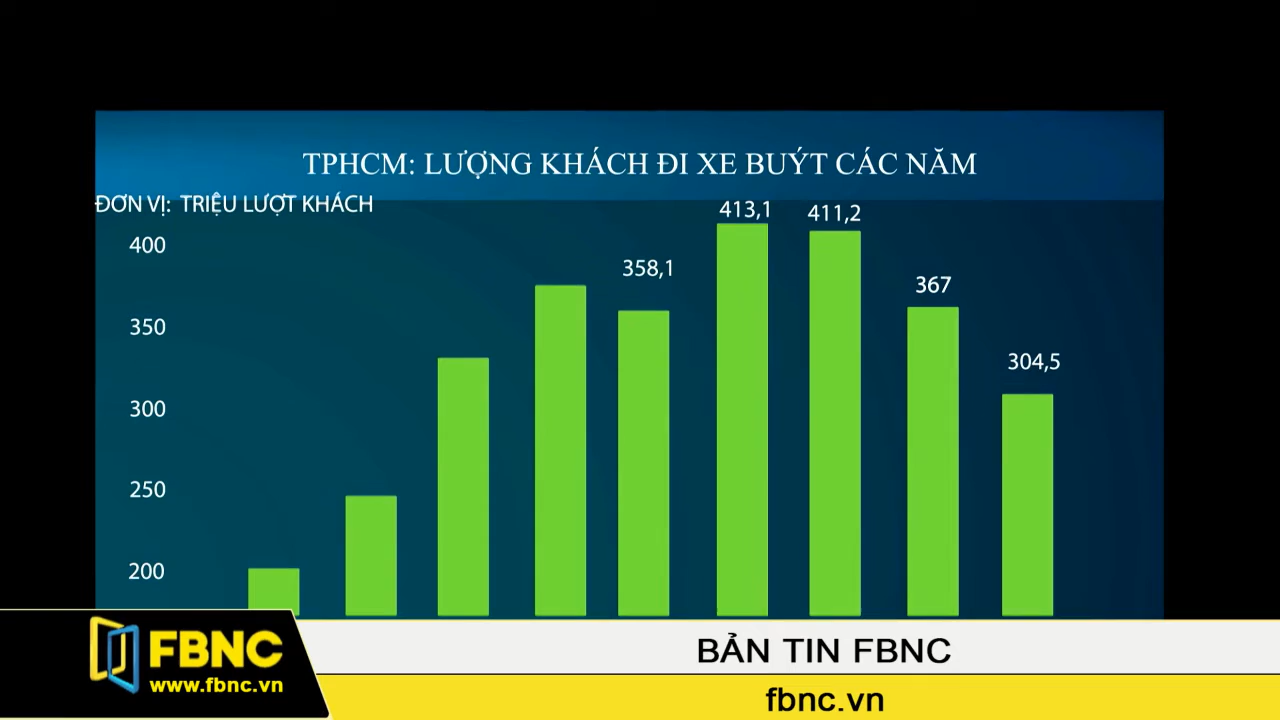 TPHCM: LƯỢNG KHÁCH ĐI XE BUÝT CÁC NĂM
ĐƠN VỊ: TRIỆU LƯỢT KHÁCH
413,1
411,2
400
358,1
367
350
304,5
300
250
200
FBNC
www.fbnc.vn
BẢN TIN FBNC
fbnc.vn